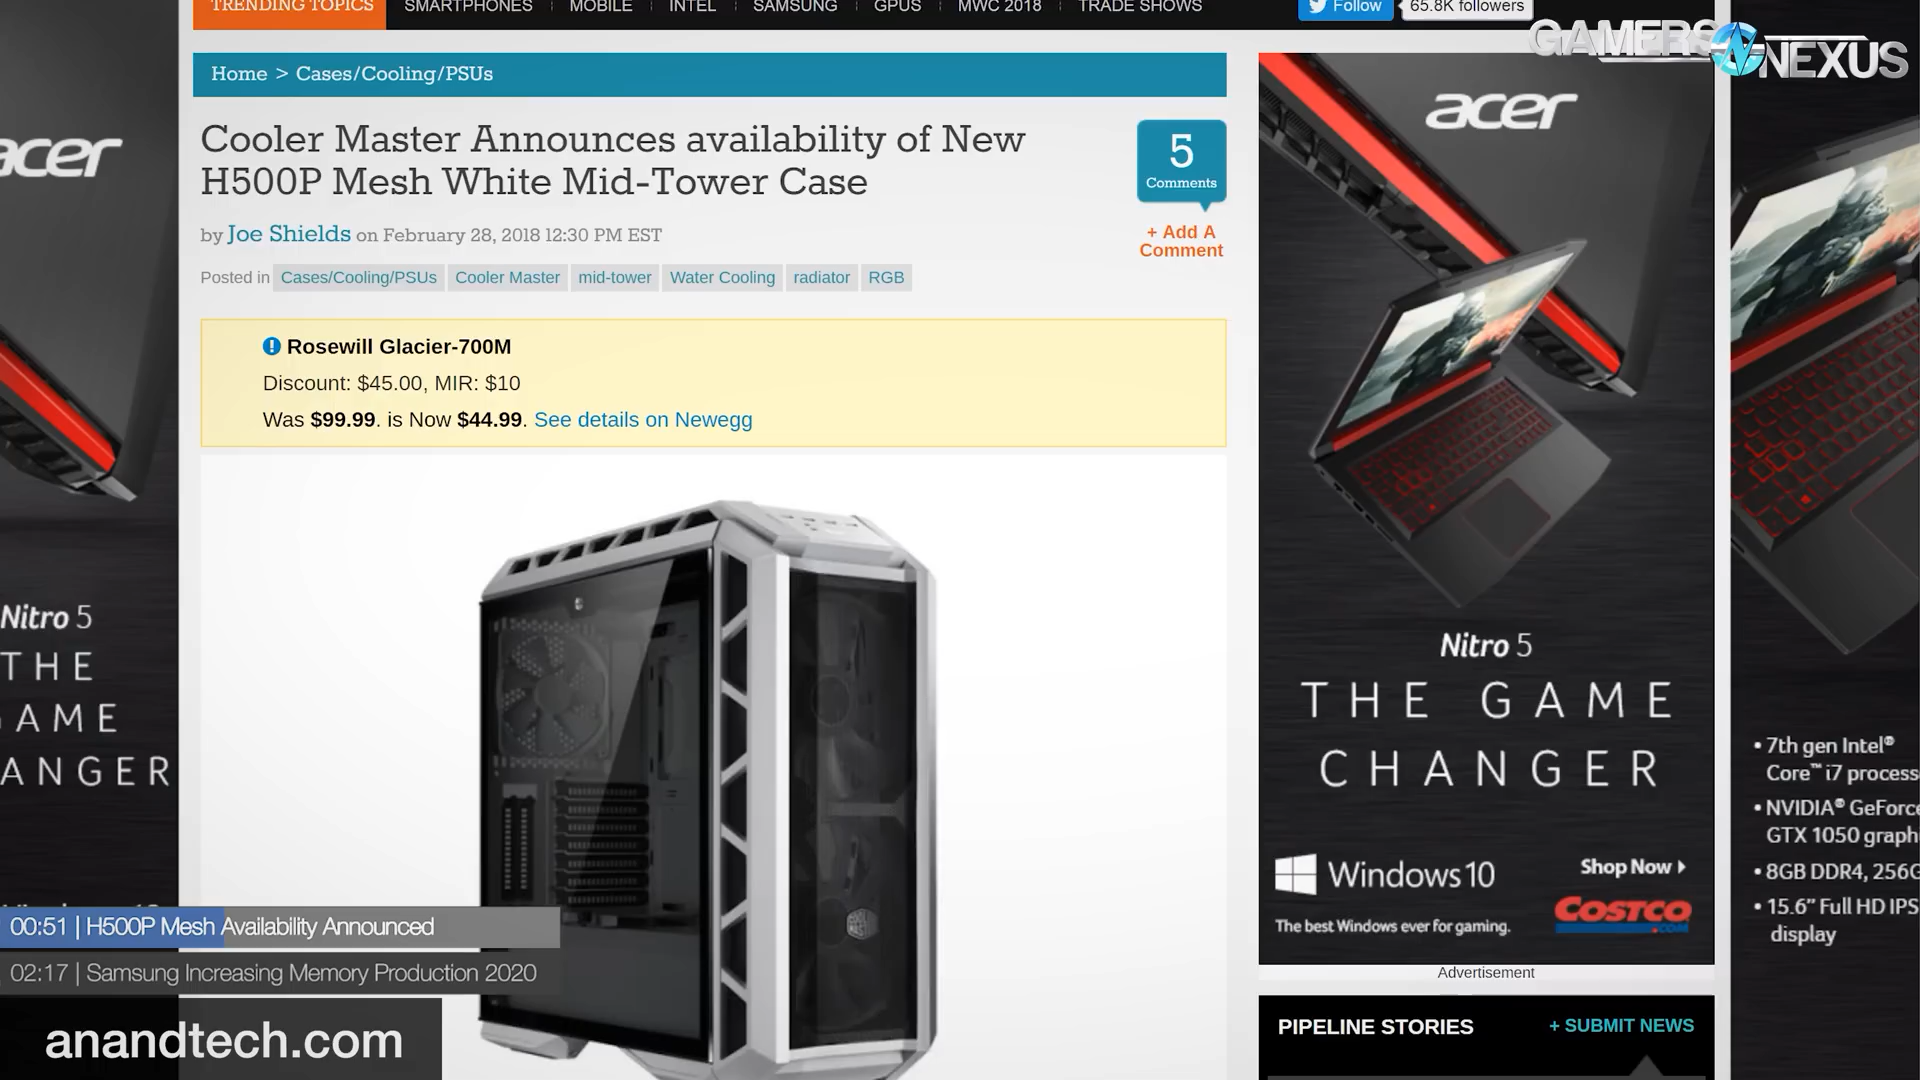 TRENDING TOPICS
SMARTPHONES
MOBILE
INTEL
SAMSUNG
GPUS
MWC 2018
TRADE SHOWS
Follow
65.8K followers
GAMERS NEXUS
Home > Cases/Cooling/PSUs
Cooler Master Announces availability of New
H500P Mesh White Mid-Tower Case
5
Comments
+ Add A
Comment
by Joe Shields on February 28, 2018 12:30 PM EST
Posted in Cases/Cooling/PSUs Cooler Master mid-tower Water Cooling radiator RGB
Rosewill Glacier-700M
Discount: $45.00, MIR: $10
Was $99.99. is Now $44.99. See details on Newegg
acer
Nitro 5
THE GAME
CHANGER
Windows 10
The best Windows ever for gaming.
Shop Now
COSTCO
.COM
Advertisement
PIPELINE STORIES
+ SUBMIT NEWS
acer
Nitro 5
THE
GAME
ANGER
• 7th gen Intel®
Core™ i7 process
• NVIDIA® GeForce
GTX 1050 graph
• 8GB DDR4, 256G
• 15.6" Full HD IPS
display
00:51 | H500P Mesh Availability Announced
02:17 | Samsung Increasing Memory Production 2020
anandtech.com